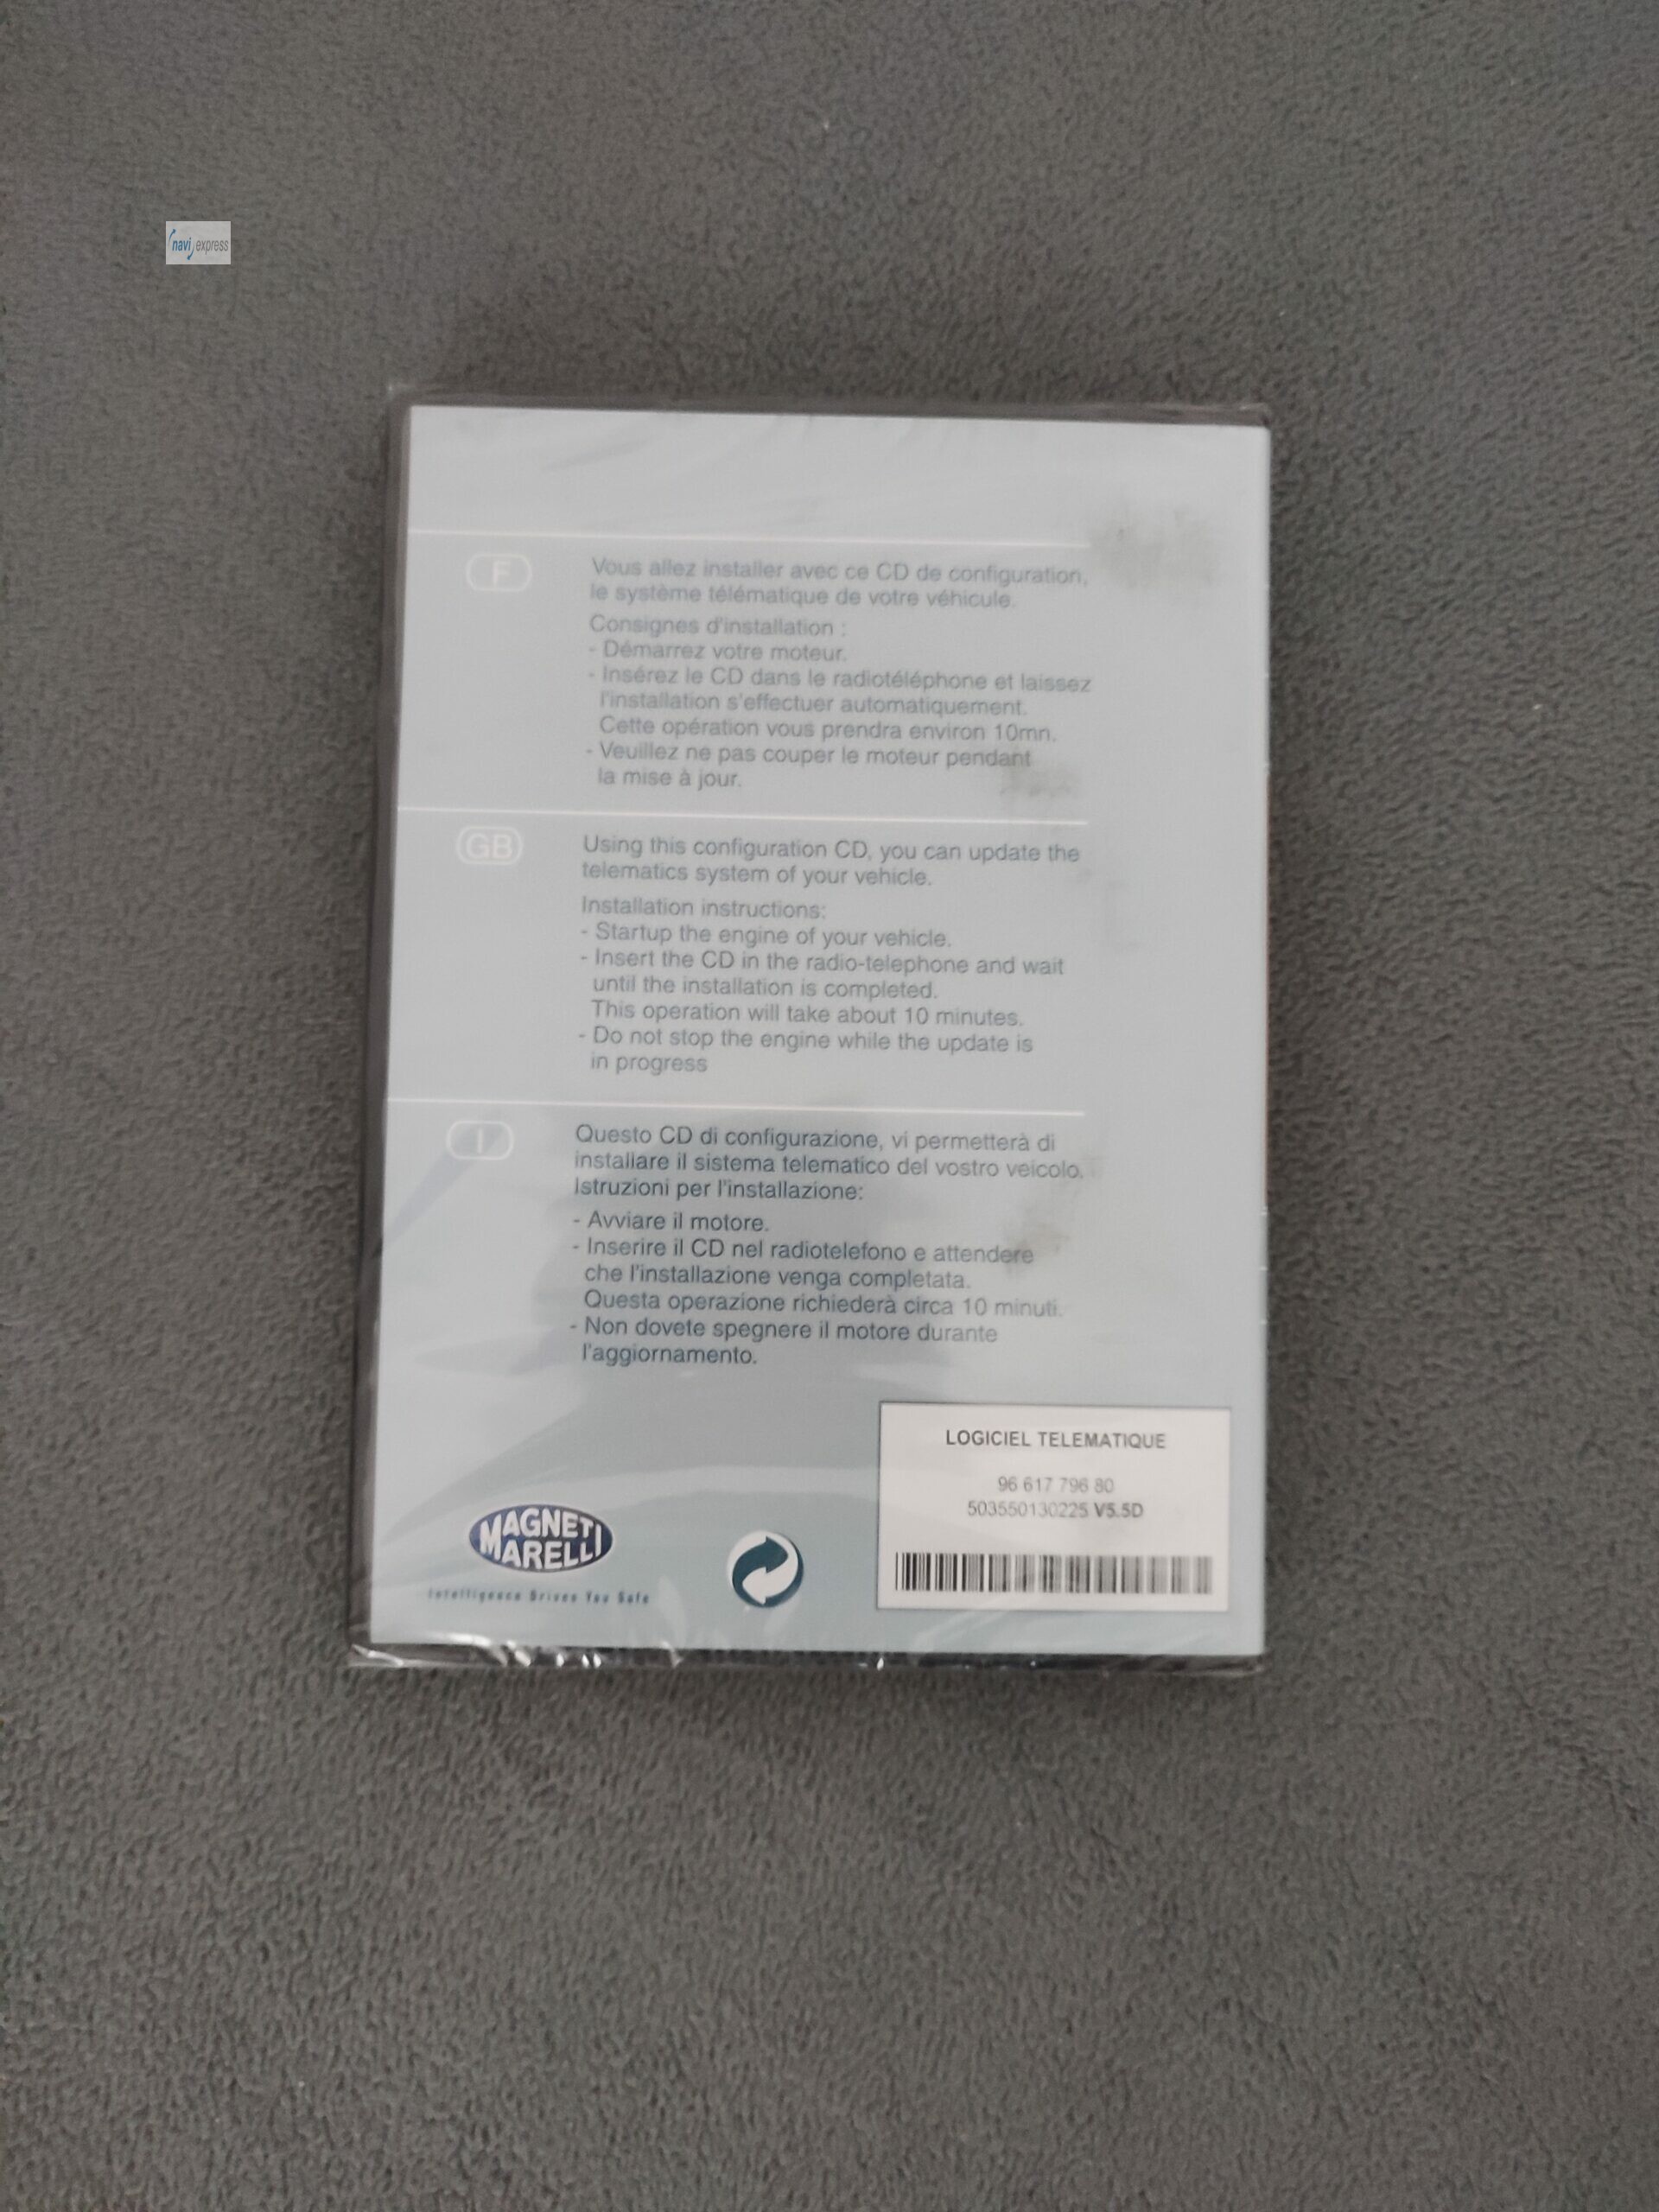 navi express
F
Vous allez installer avec ce CD de configuration,
le système télématique de votre véhicule.
Consignes d'installation :
- Démarrez votre moteur.
- Insérez le CD dans le radiotéléphone et laissez
l'installation s'effectuer automatiquement.
Cette opération vous prendra environ 10mn.
- Veuillez ne pas couper le moteur pendant
la mise à jour.
GB
Using this configuration CD, you can update the
telematics system of your vehicle.
Installation instructions:
- Startup the engine of your vehicle.
- Insert the CD in the radio-telephone and wait
until the installation is completed.
This operation will take about 10 minutes.
- Do not stop the engine while the update is
in progress
I
Questo CD di configurazione, vi permetterà di
installare il sistema telematico del vostro veicolo.
Istruzioni per l'installazione:
- Avviare il motore.
- Inserire il CD nel radiotelefono e attendere
che l'installazione venga completata.
Questa operazione richiederà circa 10 minuti.
- Non dovete spegnere il motore durante
l'aggiornamento.
LOGICIEL TELEMATIQUE
96 617 796 80
503550130225 V5.5D
MAGNETI
MARELLI
Intelligence Drives You Safe